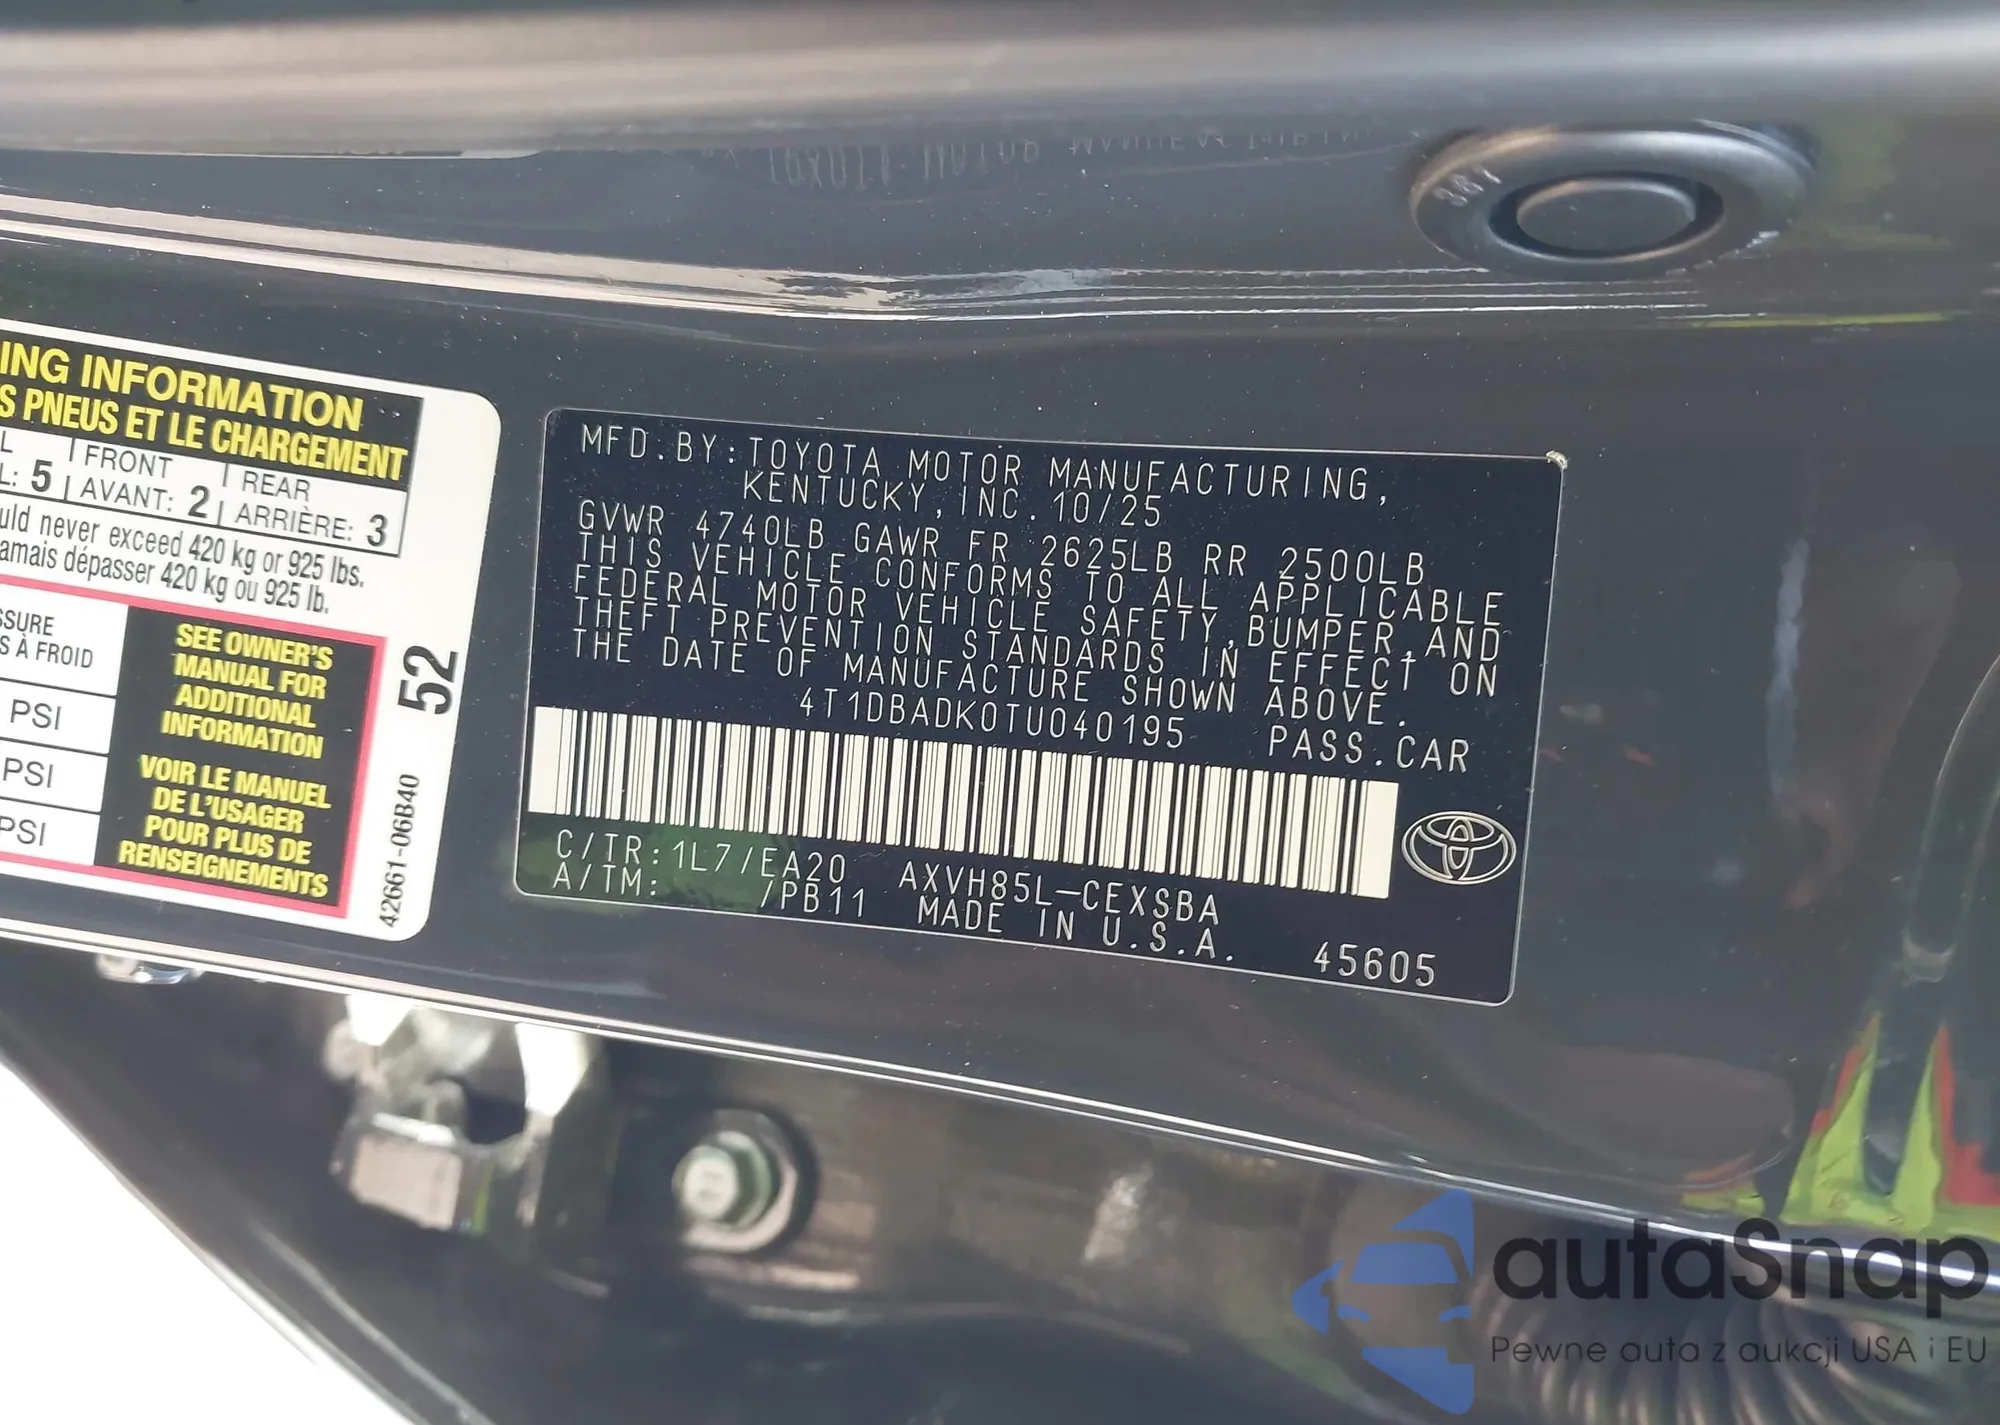 ING INFORMATION
S PNEUS ET LE CHARGEMENT
L | FRONT | REAR
L: 5 | AVANT: 2 | ARRIÈRE: 3
uld never exceed 420 kg or 925 lbs.
amais dépasser 420 kg ou 925 lb.
SSURE
S À FROID
PSI
PSI
PSI
SEE OWNER'S
MANUAL FOR
ADDITIONAL
INFORMATION
VOIR LE MANUEL
DE L'USAGER
POUR PLUS DE
RENSEIGNEMENTS
52
42661-06B40
MFD.BY:TOYOTA MOTOR MANUFACTURING,
KENTUCKY,INC.10/25
GVWR 4740LB GAWR FR 2625LB RR 2500LB
THIS VEHICLE CONFORMS TO ALL APPLICABLE
FEDERAL MOTOR VEHICLE SAFETY,BUMPER,AND
THEFT PREVENTION STANDARDS IN EFFECT ON
THE DATE OF MANUFACTURE SHOWN ABOVE.
4T1DBADK0TU040195 PASS.CAR
C/TR:1L7/EA20 AXVH85L-CEXSBA
A/TM: /PB11 MADE IN U.S.A. 45605
autoSnap
Pewne auta z aukcji USA i EU